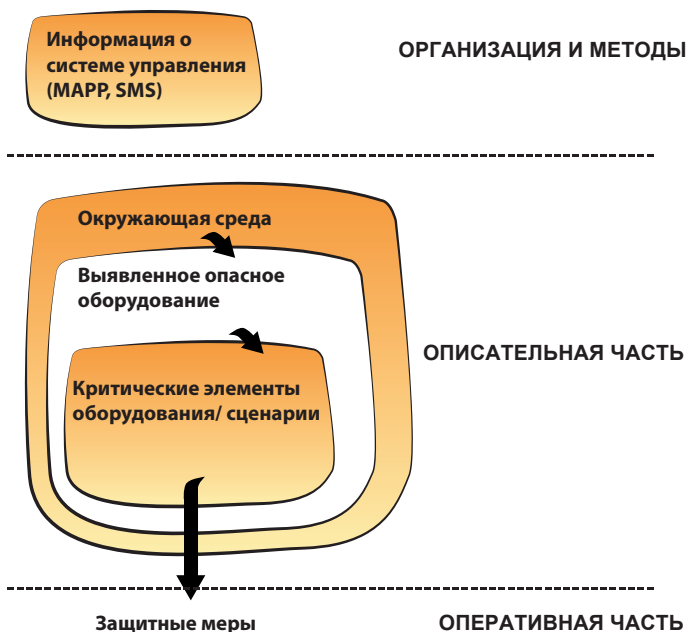 Информация о
системе управления
(MAPP, SMS)
ОРГАНИЗАЦИЯ И МЕТОДЫ
Окружающая среда
Выявленное опасное
оборудование
Критические элементы
оборудования/ сценарии
ОПИСАТЕЛЬНАЯ ЧАСТЬ
Защитные меры
ОПЕРАТИВНАЯ ЧАСТЬ